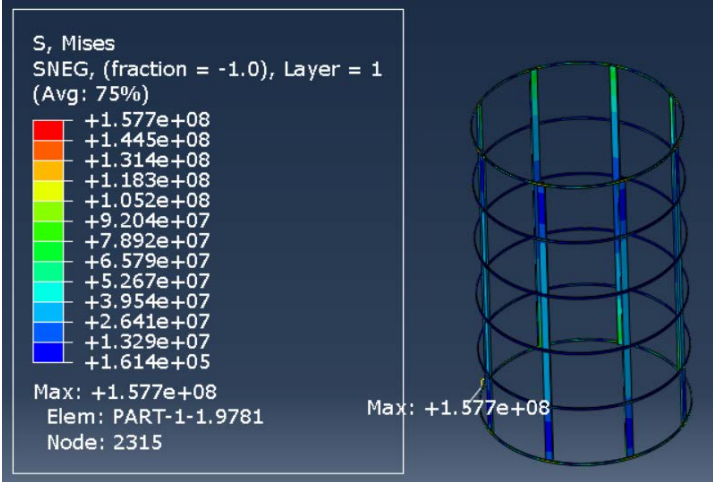 S, Mises
SNEG, (fraction = -1.0), Layer = 1
(Avg: 75%)
+1.577e+08
+1.445e+08
+1.314e+08
+1.183e+08
+1.052e+08
+9.204e+07
+7.892e+07
+6.579e+07
+5.267e+07
+3.954e+07
+2.641e+07
+1.329e+07
+1.614e+05
Max: +1.577e+08
Elem: PART-1-1.9781
Node: 2315
Max: +1.577e+08